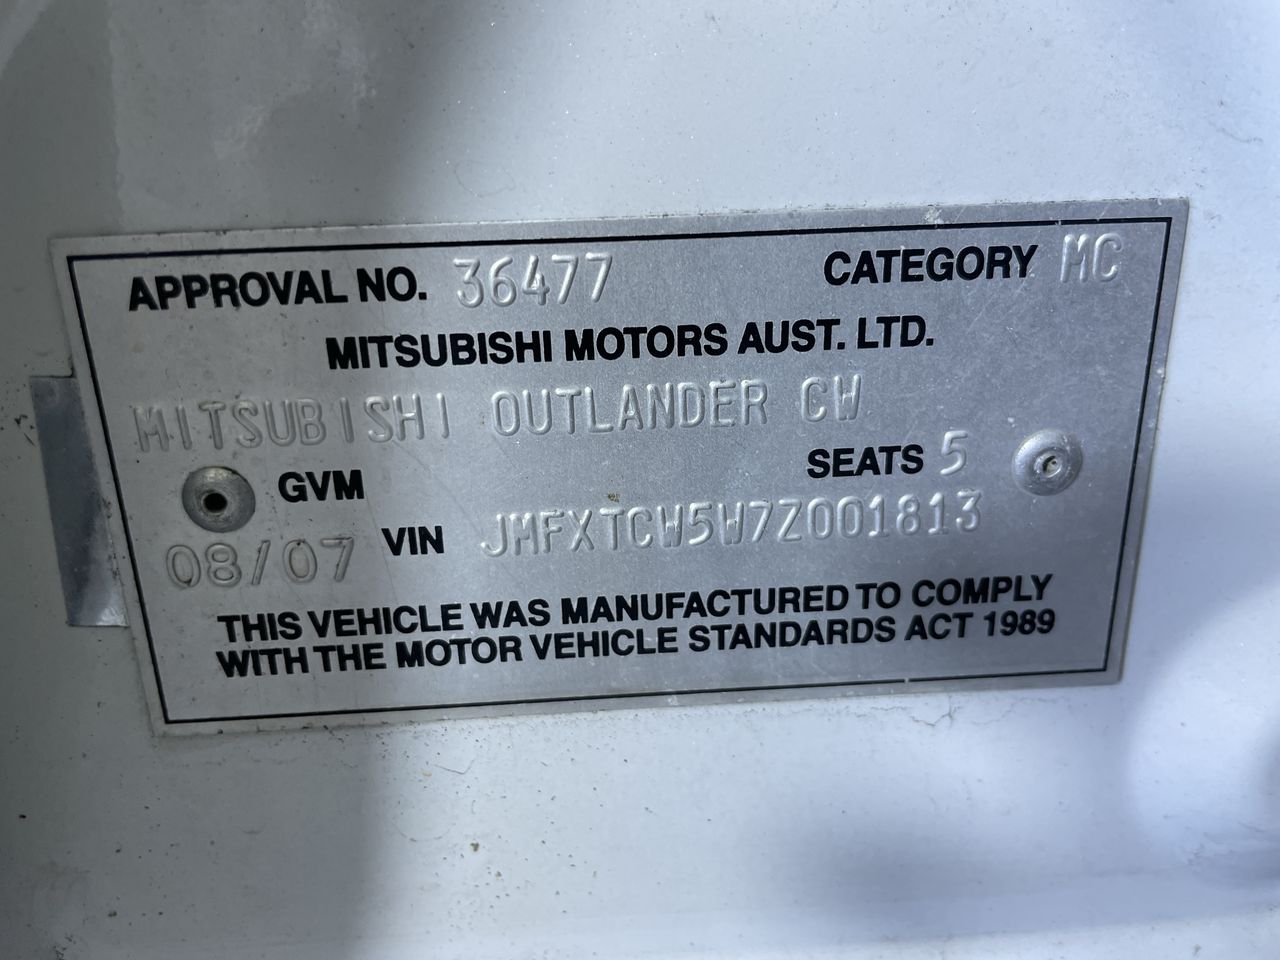 APPROVAL NO. 36477 CATEGORY MC
MITSUBISHI MOTORS AUST. LTD.
MITSUBISHI OUTLANDER CW
GVM SEATS 5
08/07 VIN JMFXTCW5W7Z001813
THIS VEHICLE WAS MANUFACTURED TO COMPLY
WITH THE MOTOR VEHICLE STANDARDS ACT 1989